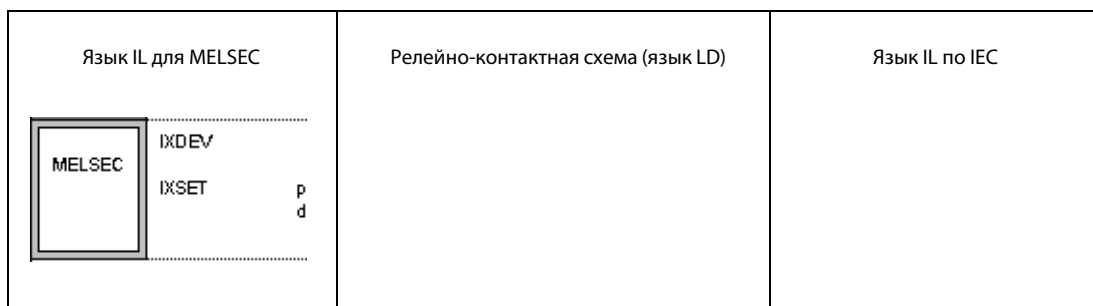 Язык IL для MELSEC
Релейно-контактная схема (язык LD)
Язык IL по IEC
MELSEC
IXDEV
IXSET p
d